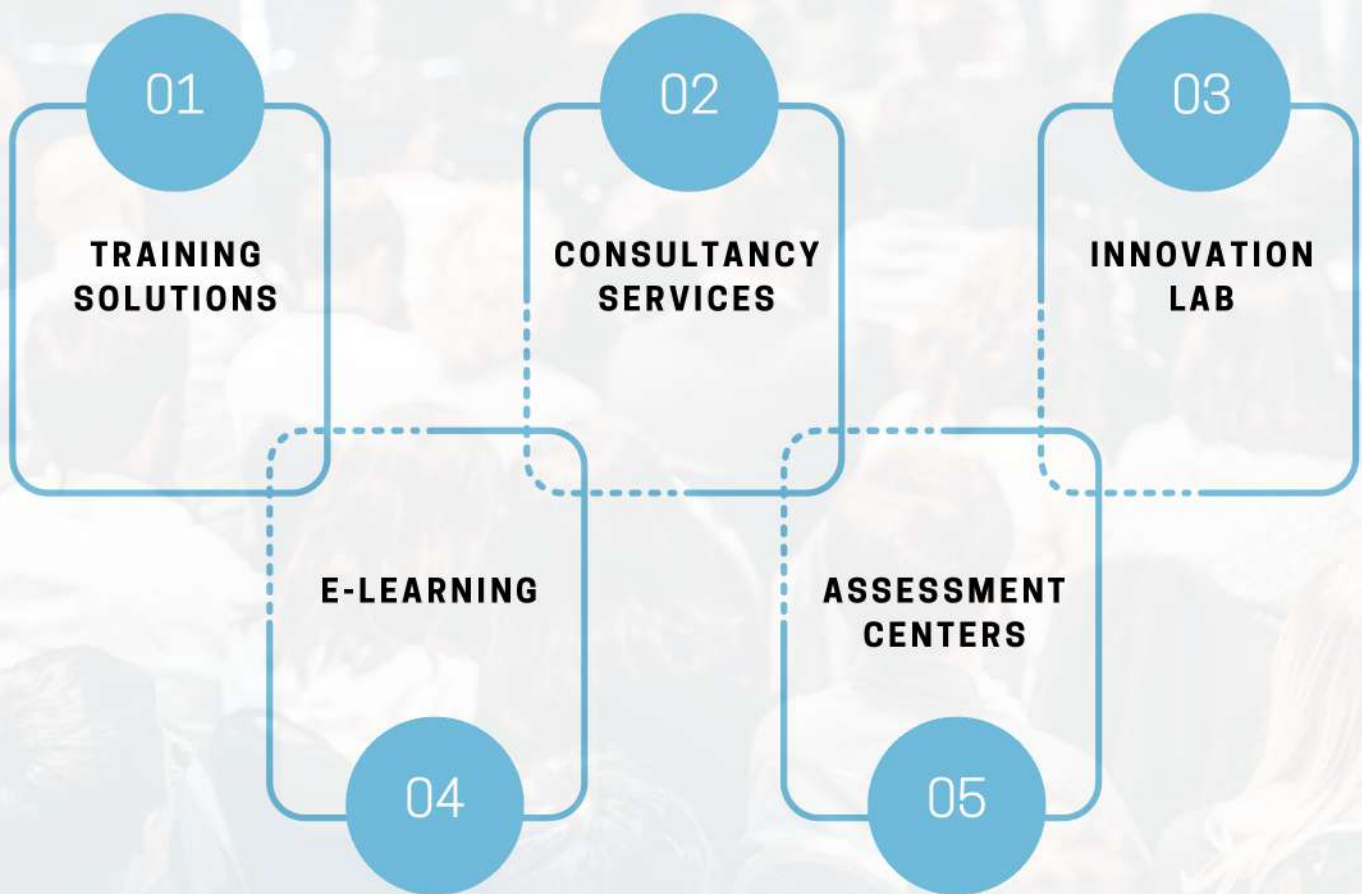 01
TRAINING
SOLUTIONS
02
CONSULTANCY
SERVICES
03
INNOVATION
LAB
E-LEARNING
04
ASSESSMENT
CENTERS
05